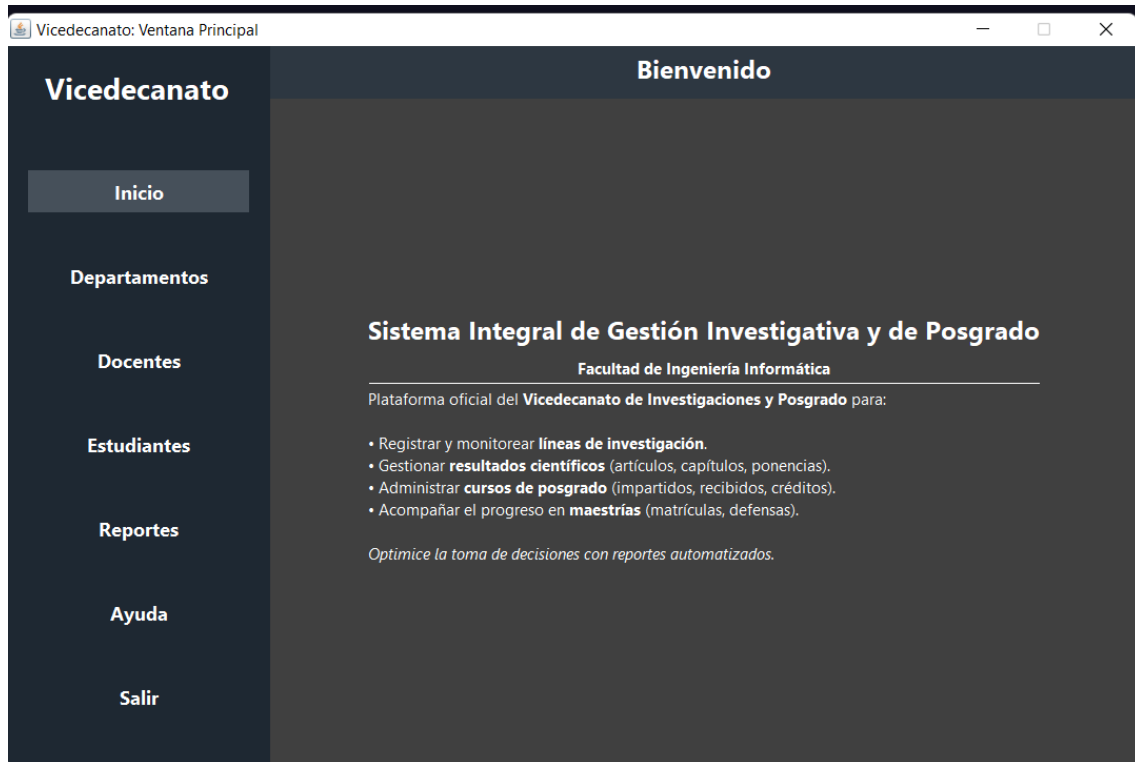 Vicedecanato: Ventana Principal
Vicedecanato
Inicio
Departamentos
Docentes
Estudiantes
Reportes
Ayuda
Salir
Bienvenido
Sistema Integral de Gestión Investigativa y de Posgrado
Facultad de Ingeniería Informática
Plataforma oficial del Vicedecanato de Investigaciones y Posgrado para:
• Registrar y monitorear líneas de investigación.
• Gestionar resultados científicos (artículos, capítulos, ponencias).
• Administrar cursos de posgrado (impartidos, recibidos, créditos).
• Acompañar el progreso en maestrías (matrículas, defensas).
Optimice la toma de decisiones con reportes automatizados.